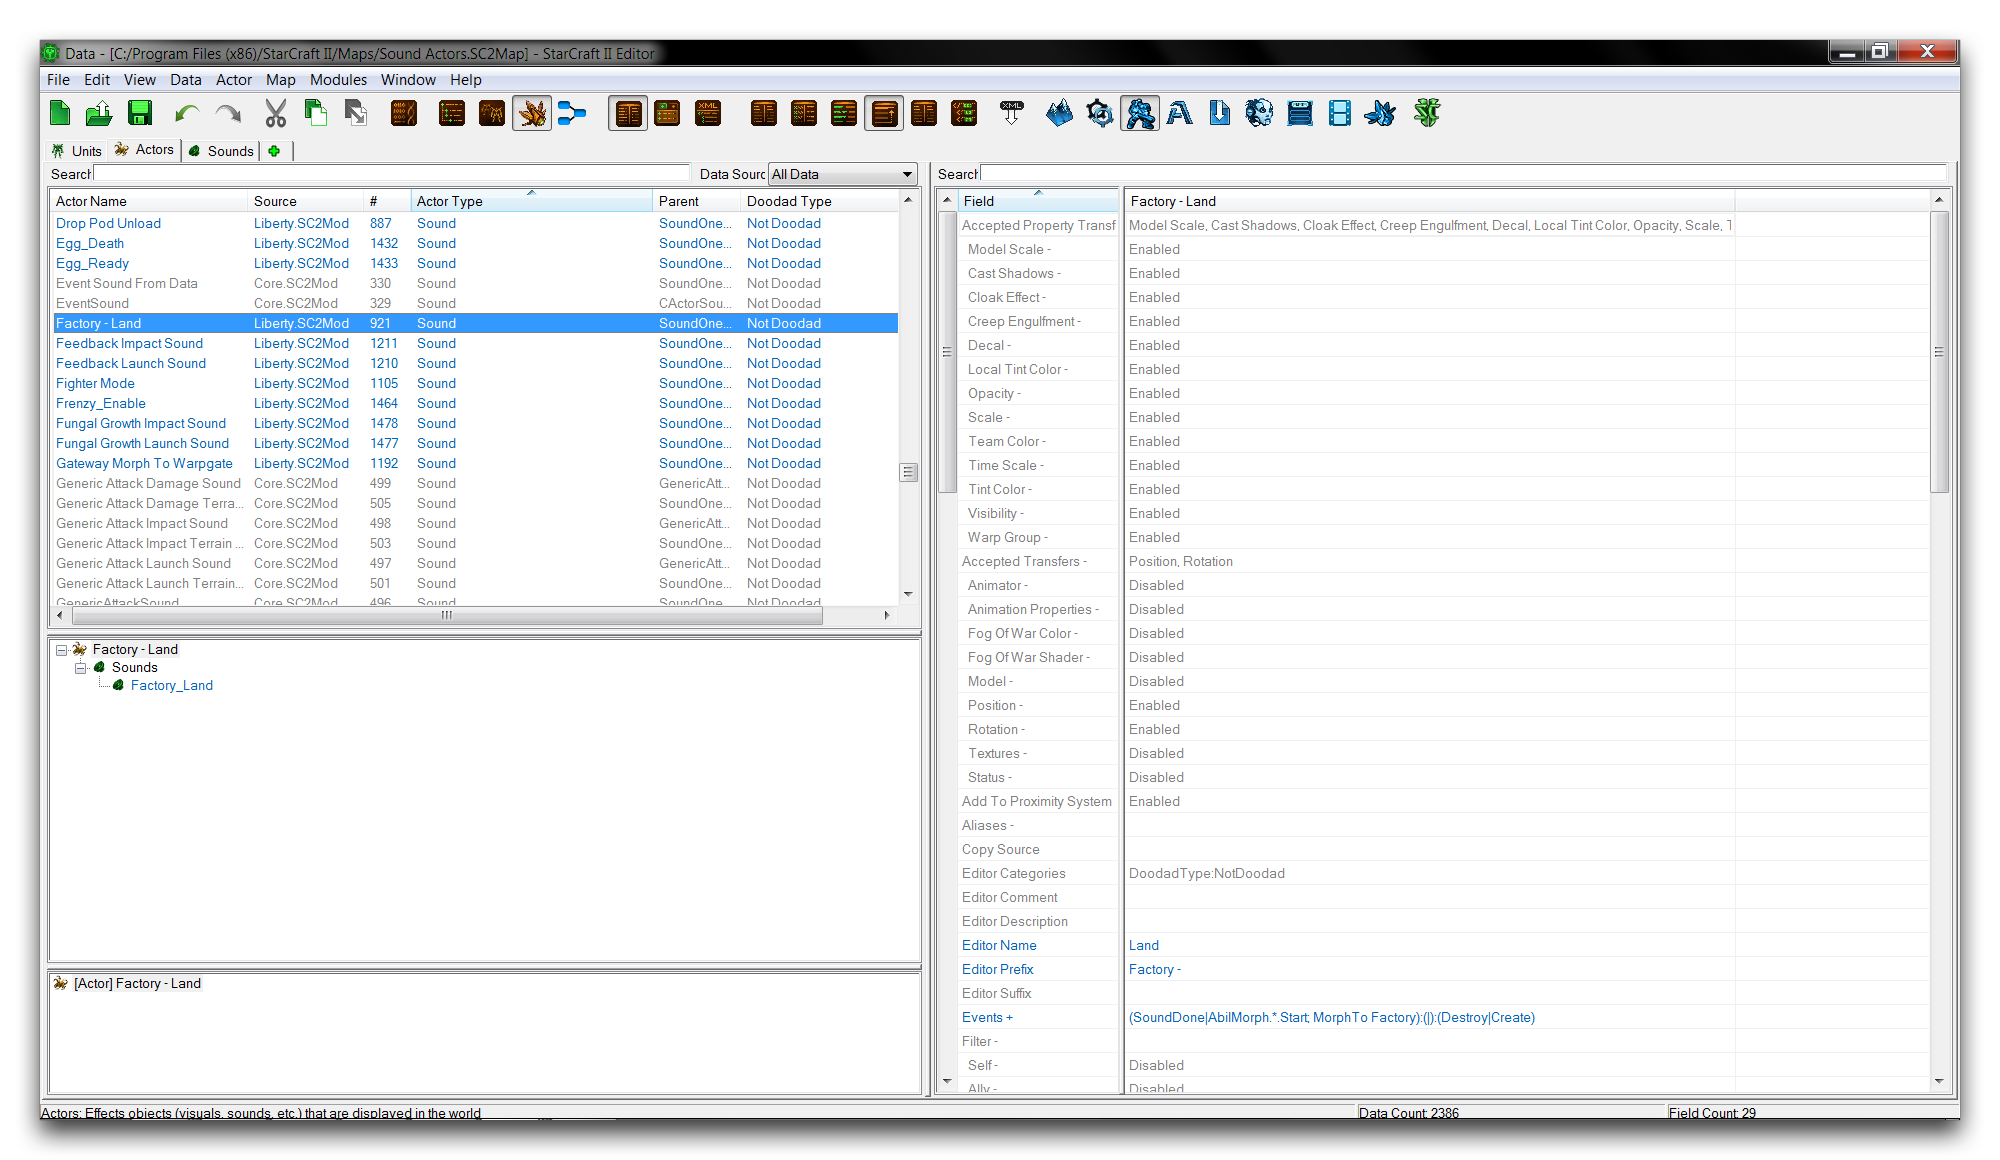 Data - [C:/Program Files (x86)/StarCraft II/Maps/Sound Actors.SC2Map] - StarCraft II Editor
File Edit View Data Actor Map Modules Window Help
Units Actors Sounds
Search Data Sourc All Data
Actor Name Source # Actor Type Parent Doodad Type
Drop Pod Unload Liberty.SC2Mod 887 Sound SoundOne... Not Doodad
Egg_Death Liberty.SC2Mod 1432 Sound SoundOne... Not Doodad
Egg_Ready Liberty.SC2Mod 1433 Sound SoundOne... Not Doodad
Event Sound From Data Core.SC2Mod 330 Sound SoundOne... Not Doodad
EventSound Core.SC2Mod 329 Sound CActorSou... Not Doodad
Factory - Land Liberty.SC2Mod 921 Sound SoundOne... Not Doodad
Feedback Impact Sound Liberty.SC2Mod 1211 Sound SoundOne... Not Doodad
Feedback Launch Sound Liberty.SC2Mod 1210 Sound SoundOne... Not Doodad
Fighter Mode Liberty.SC2Mod 1105 Sound SoundOne... Not Doodad
Frenzy_Enable Liberty.SC2Mod 1464 Sound SoundOne... Not Doodad
Fungal Growth Impact Sound Liberty.SC2Mod 1478 Sound SoundOne... Not Doodad
Fungal Growth Launch Sound Liberty.SC2Mod 1477 Sound SoundOne... Not Doodad
Gateway Morph To Warpgate Liberty.SC2Mod 1192 Sound SoundOne... Not Doodad
Generic Attack Damage Sound Core.SC2Mod 499 Sound GenericAtt... Not Doodad
Generic Attack Damage Terra... Core.SC2Mod 505 Sound SoundOne... Not Doodad
Generic Attack Impact Sound Core.SC2Mod 498 Sound GenericAtt... Not Doodad
Generic Attack Impact Terrain ... Core.SC2Mod 503 Sound SoundOne... Not Doodad
Generic Attack Launch Sound Core.SC2Mod 497 Sound GenericAtt... Not Doodad
Generic Attack Launch Terrain... Core.SC2Mod 501 Sound SoundOne... Not Doodad
GenericAttackSound Core.SC2Mod 496 Sound SoundOne Not Doodad
Factory - Land
Sounds
Factory_Land
[Actor] Factory - Land
Search
Field Factory - Land
Accepted Property Transf Model Scale, Cast Shadows, Cloak Effect, Creep Engulfment, Decal, Local Tint Color, Opacity, Scale, T
Model Scale - Enabled
Cast Shadows - Enabled
Cloak Effect - Enabled
Creep Engulfment - Enabled
Decal - Enabled
Local Tint Color - Enabled
Opacity - Enabled
Scale - Enabled
Team Color - Enabled
Time Scale - Enabled
Tint Color - Enabled
Visibility - Enabled
Warp Group - Enabled
Accepted Transfers - Position, Rotation
Animator - Disabled
Animation Properties - Disabled
Fog Of War Color - Disabled
Fog Of War Shader - Disabled
Model - Disabled
Position - Enabled
Rotation - Enabled
Textures - Disabled
Status - Disabled
Add To Proximity System Enabled
Aliases -
Copy Source
Editor Categories DoodadType:NotDoodad
Editor Comment
Editor Description
Editor Name Land
Editor Prefix Factory -
Editor Suffix
Events + (SoundDone|AbilMorph.*.Start; MorphTo Factory):(|):(Destroy|Create)
Filter -
Self - Disabled
Ally - Disabled
Actors: Effects objects (visuals, sounds, etc.) that are displayed in the world Data Count: 2386 Field Count: 29